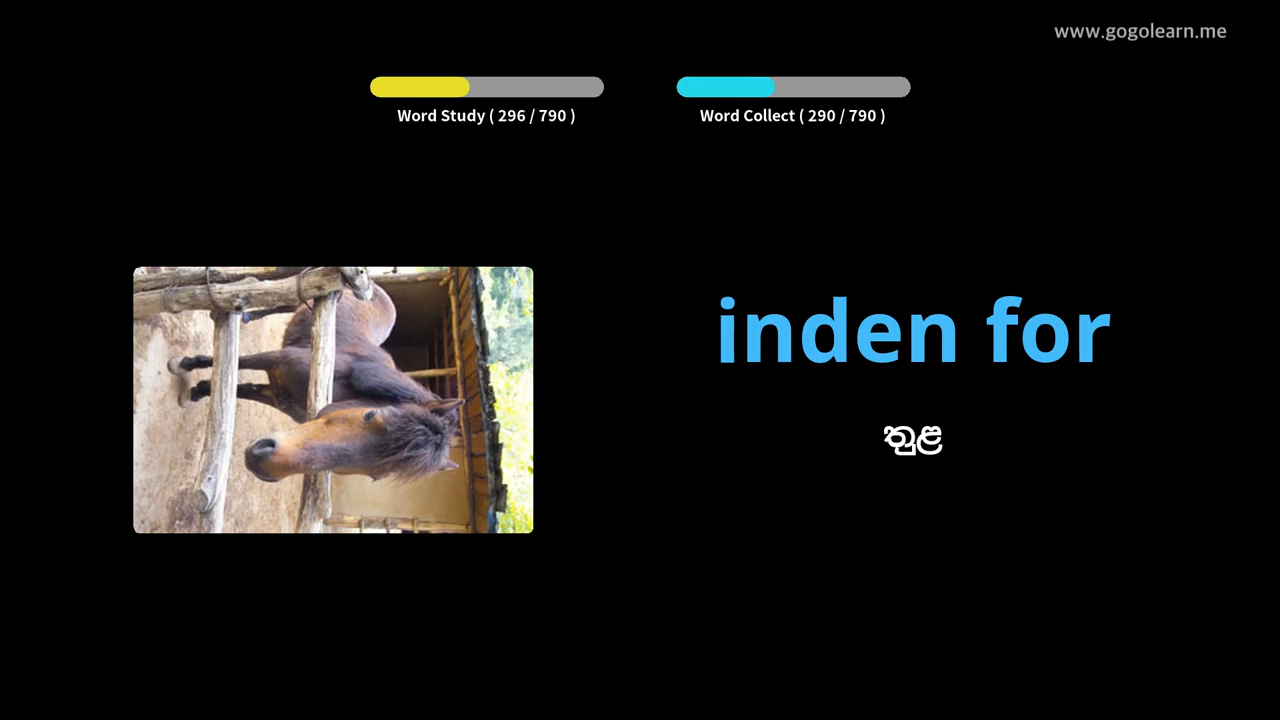 www.gogolearn.me
Word Study ( 296 / 790 )
Word Collect ( 290 / 790 )
inden for
තුළ